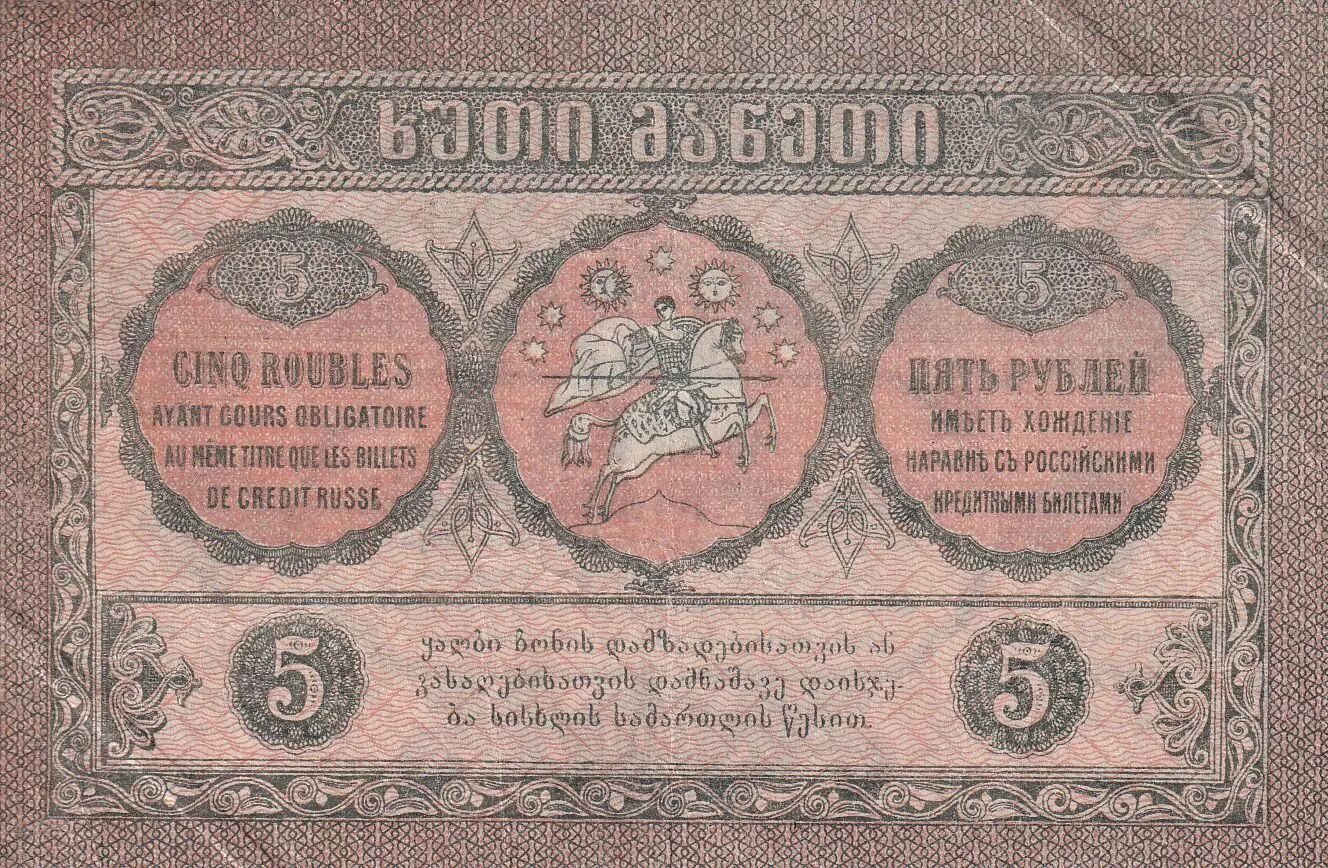 ხუთი მანეთი
5
CINQ ROUBLES
AYANT COURS OBLIGATOIRE
AU MÊME TITRE QUE LES BILLETS
DE CREDIT RUSSE
5
ПЯТЬ РУБЛЕЙ
ИМѢЕТЪ ХОЖДЕНІЕ
НАРАВНѢ СЪ РОССІЙСКИМИ
КРЕДИТНЫМИ БИЛЕТАМИ
5
ყალბი ბონის დამზადებისათვის ან
გასაღებისათვის დამნაშავე დაისჯე-
ბა სისხლის სამართლის წესით.
5